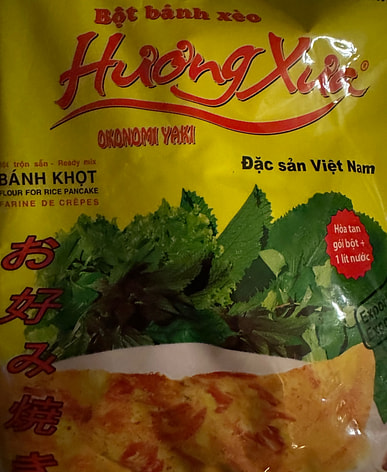 Bột bánh xèo
Hương Xưa®
OKONOMI YAKI
trộn sẵn - Ready mix
BÁNH KHỌT
FLOUR FOR RICE PANCAKE
FARINE DE CRÊPES
Đặc sản Việt Nam
Hòa tan
gói bột +
1 lít nước
お好み焼き